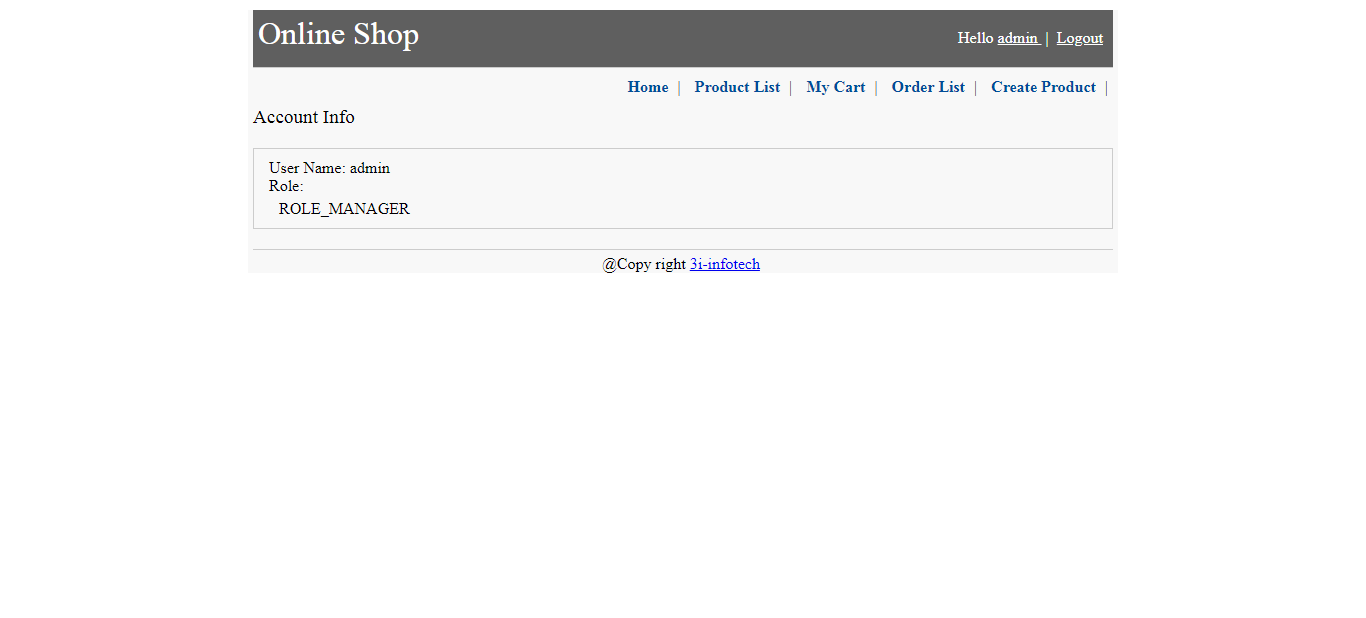 Online Shop
Hello admin | Logout
Home | Product List | My Cart | Order List | Create Product |
Account Info
User Name: admin
Role:
ROLE_MANAGER
@Copy right 3i-infotech